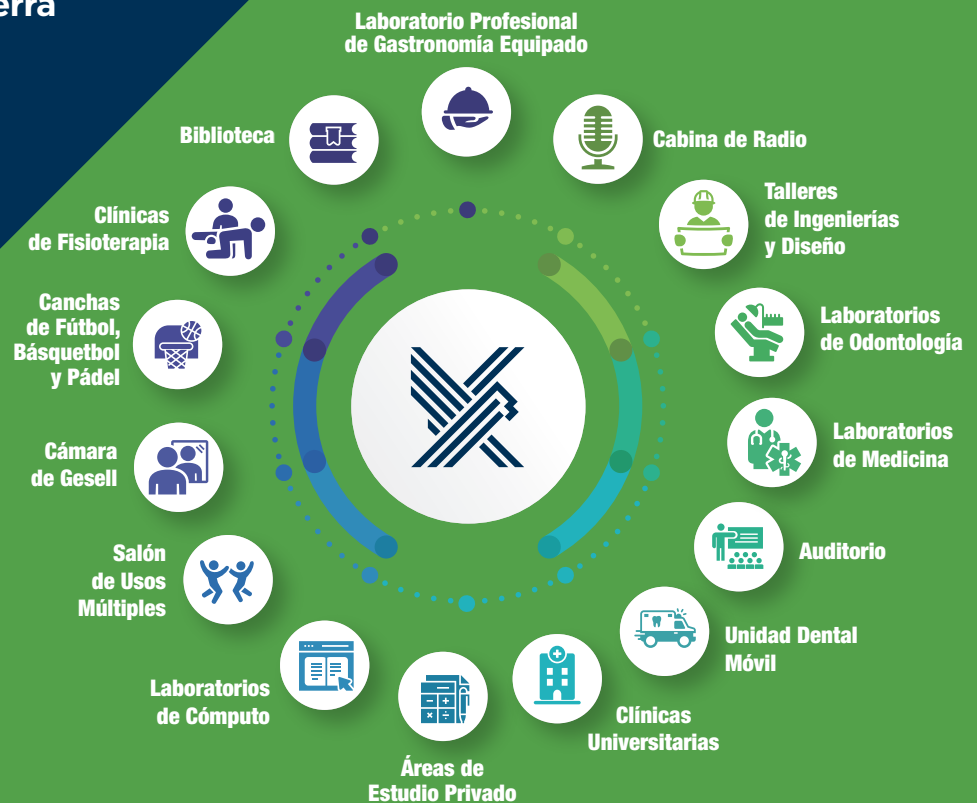 Laboratorio Profesional
de Gastronomía Equipado
Cabina de Radio
Talleres
de Ingenierías
y Diseño
Laboratorios
de Odontología
Laboratorios
de Medicina
Auditorio
Unidad Dental
Móvil
Clínicas
Universitarias
Áreas de
Estudio Privado
Laboratorios
de Cómputo
Salón
de Usos
Múltiples
Cámara
de Gesell
Canchas
de Fútbol,
Básquetbol
y Pádel
Clínicas
de Fisioterapia
Biblioteca